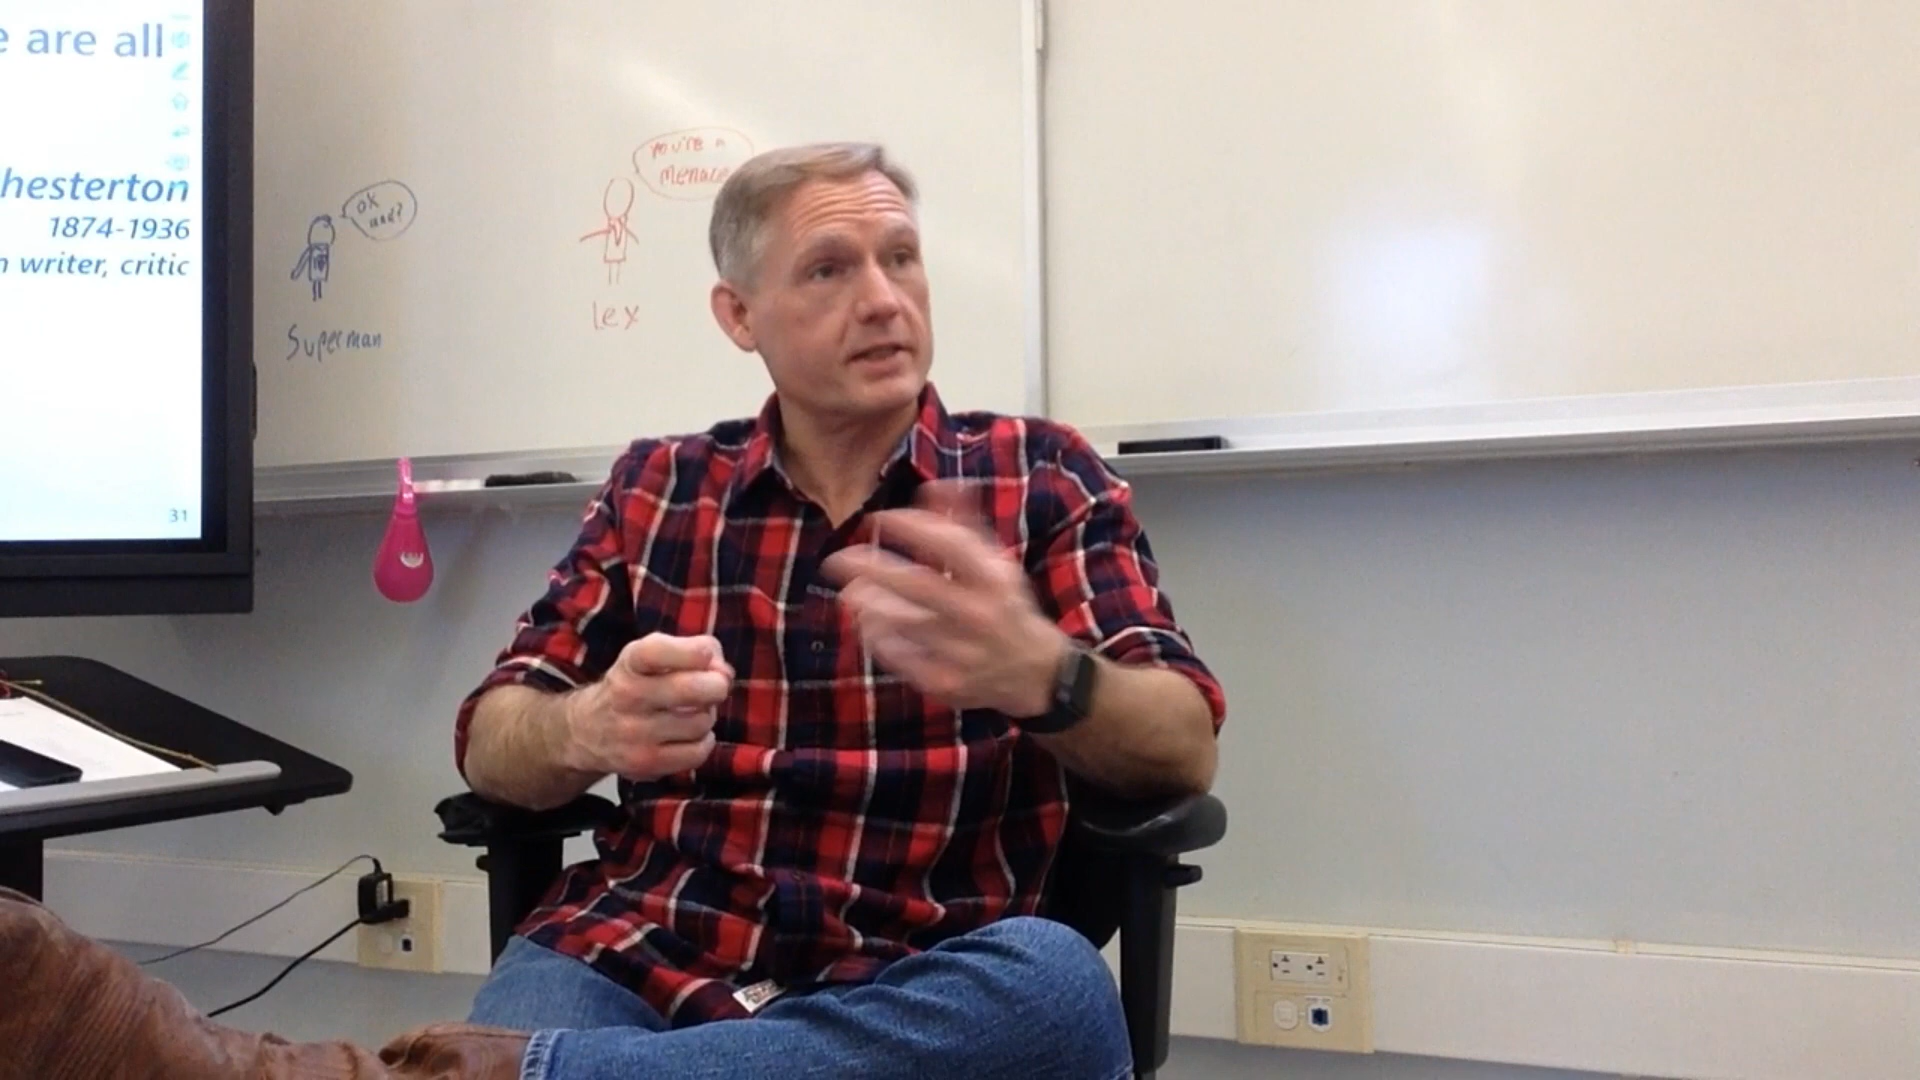 e are all
hesterton
1874-1936
n writer, critic
31
OK
and?
Superman
You're a
Menace
Lex